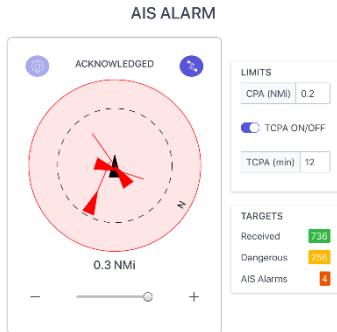 AIS ALARM
ACKNOWLEDGED
N
0.3 NMi
LIMITS
CPA (NMi) 0.2
TCPA ON/OFF
TCPA (min) 12
TARGETS
Received 736
Dangerous 255
AIS Alarms 4